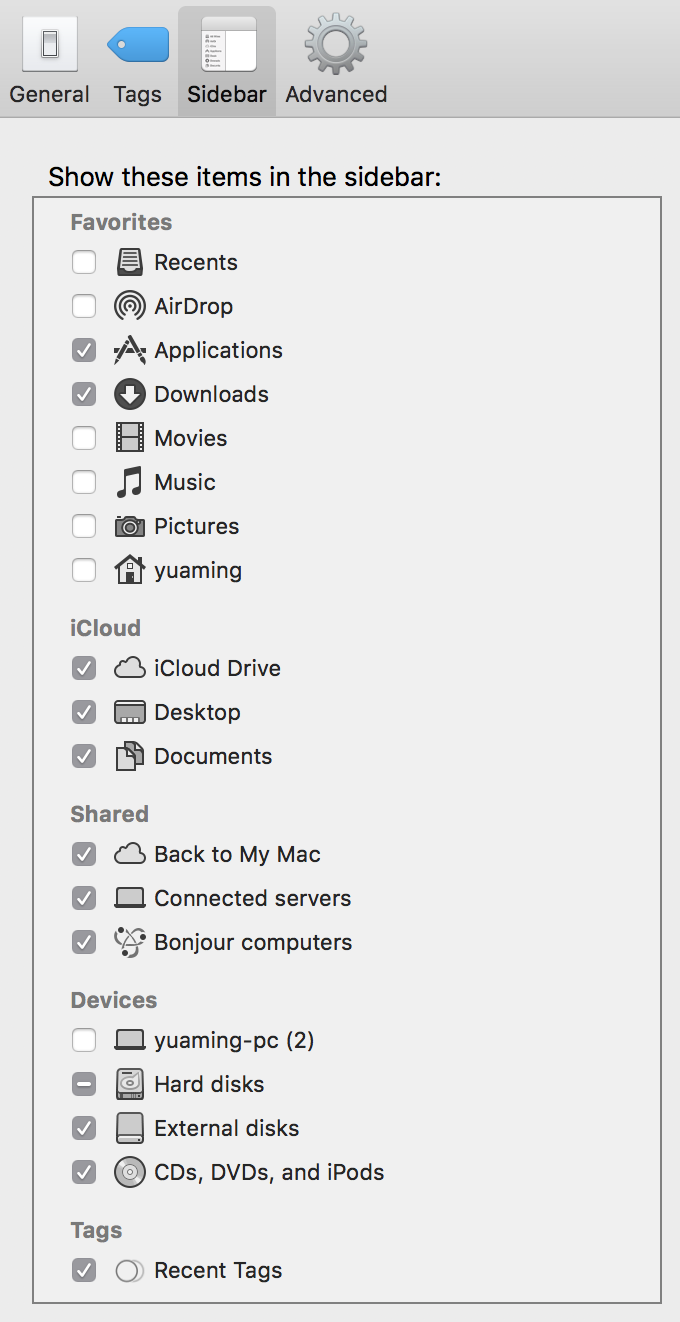 General Tags Sidebar Advanced
Show these items in the sidebar:
Favorites
Recents
AirDrop
Applications
Downloads
Movies
Music
Pictures
yuaming
iCloud
iCloud Drive
Desktop
Documents
Shared
Back to My Mac
Connected servers
Bonjour computers
Devices
yuaming-pc (2)
Hard disks
External disks
CDs, DVDs, and iPods
Tags
Recent Tags